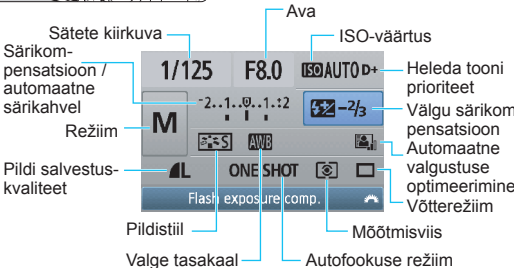 Ava
Sätete kiirkuva
ISO-väärtus
Särikom-
pensatsioon /
automaatne
särikahvel
1/125 F8.0 ISO AUTO D+
Heleda tooni
prioriteet
-2..1..0..1..+2
-2/3
Välgu särikom
pensatsioon
Režiim
M
S AWB
Automaatne
valgustuse
optimeerimine
Pildi salvestus-
kvaliteet
L ONE SHOT
Võtterežiim
Flash exposure comp.
Pildistiil
Mõõtmisviis
Valge tasakaal
Autofookuse režiim